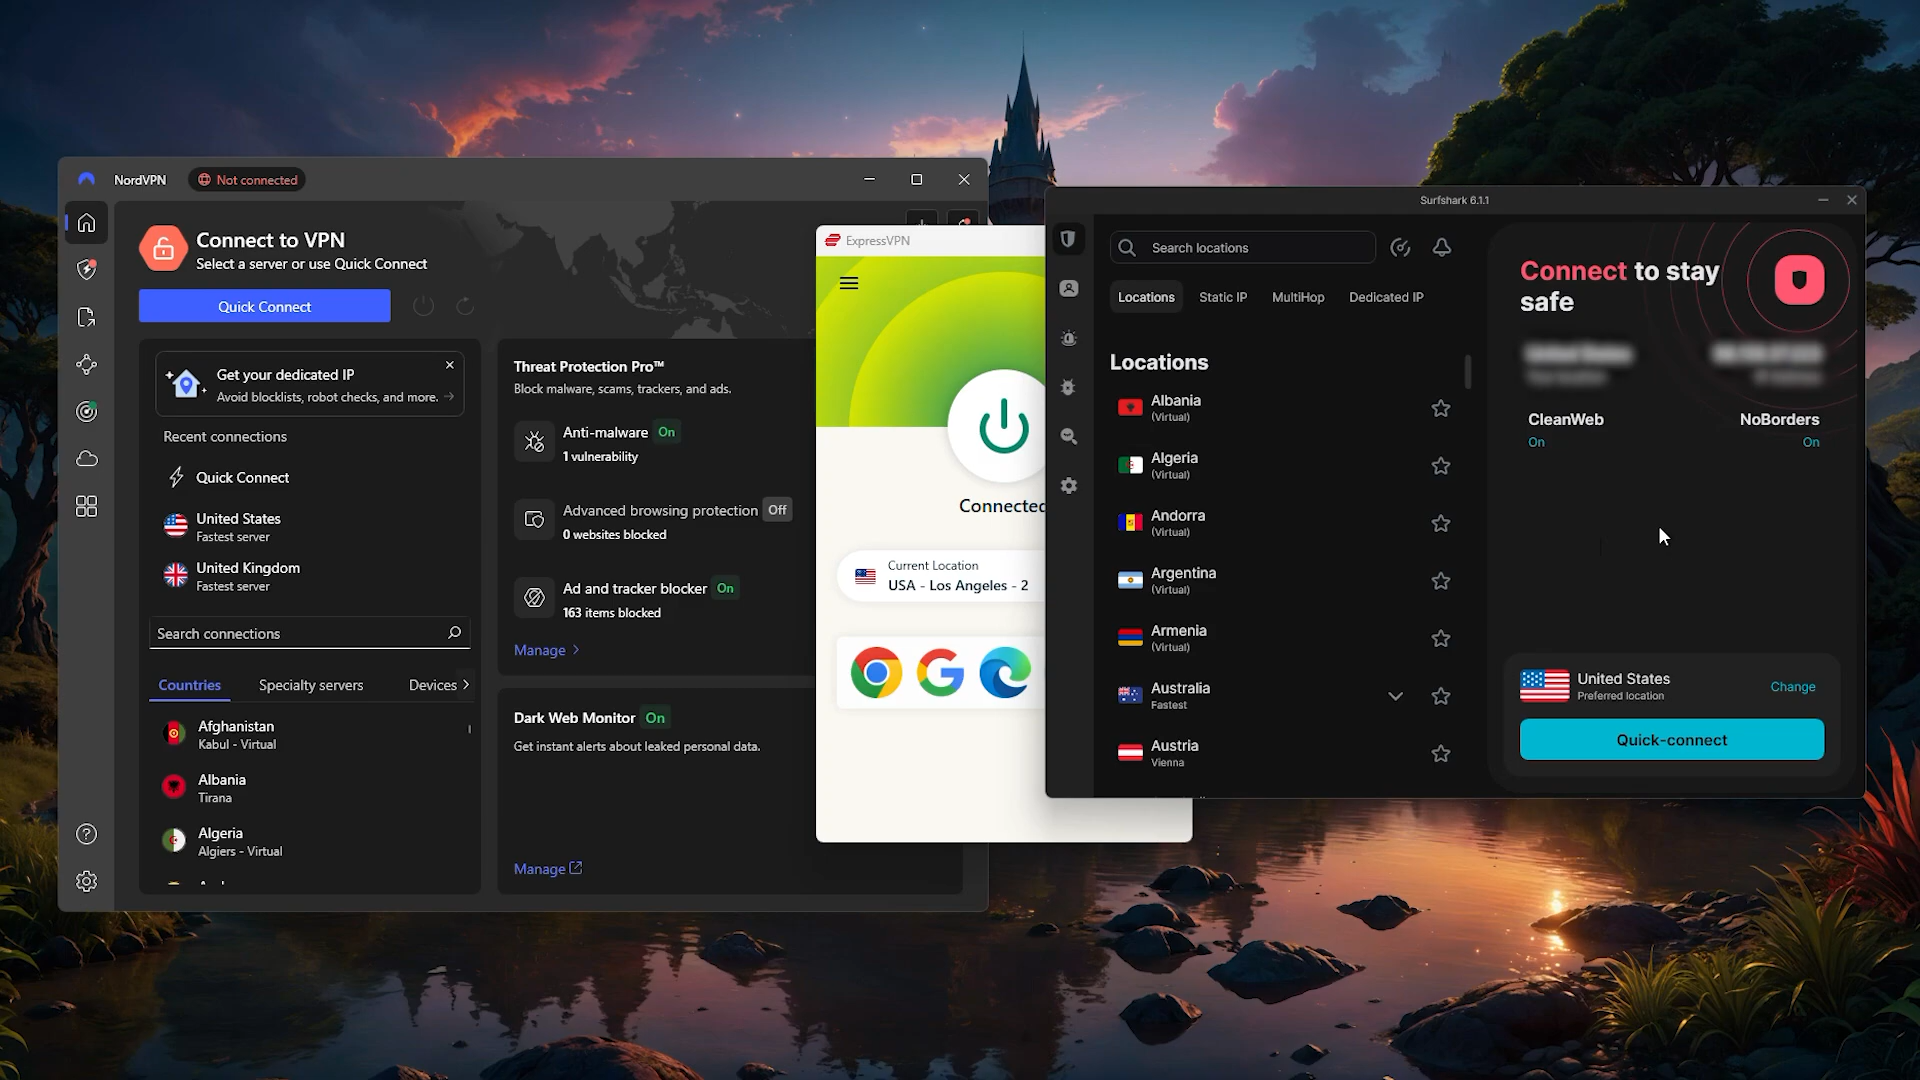 NordVPN
Not connected
Connect to VPN
Select a server or use Quick Connect
Quick Connect
Get your dedicated IP
Avoid blocklists, robot checks, and more.
Recent connections
Quick Connect
United States
Fastest server
United Kingdom
Fastest server
Search connections
Countries Specialty servers Devices
Afghanistan
Kabul - Virtual
Albania
Tirana
Algeria
Algiers - Virtual
Threat Protection Pro™
Block malware, scams, trackers, and ads.
Anti-malware On
1 vulnerability
Advanced browsing protection Off
0 websites blocked
Ad and tracker blocker On
163 items blocked
Manage
Dark Web Monitor On
Get instant alerts about leaked personal data.
Manage
ExpressVPN
Connected
Current Location
USA - Los Angeles - 2
Surfshark 6.1.1
Search locations
Locations Static IP MultiHop Dedicated IP
Locations
Albania
(Virtual)
Algeria
(Virtual)
Andorra
(Virtual)
Argentina
(Virtual)
Armenia
(Virtual)
Australia
Fastest
Austria
Vienna
Connect to stay
safe
CleanWeb NoBorders
On On
United States
Preferred location
Change
Quick-connect